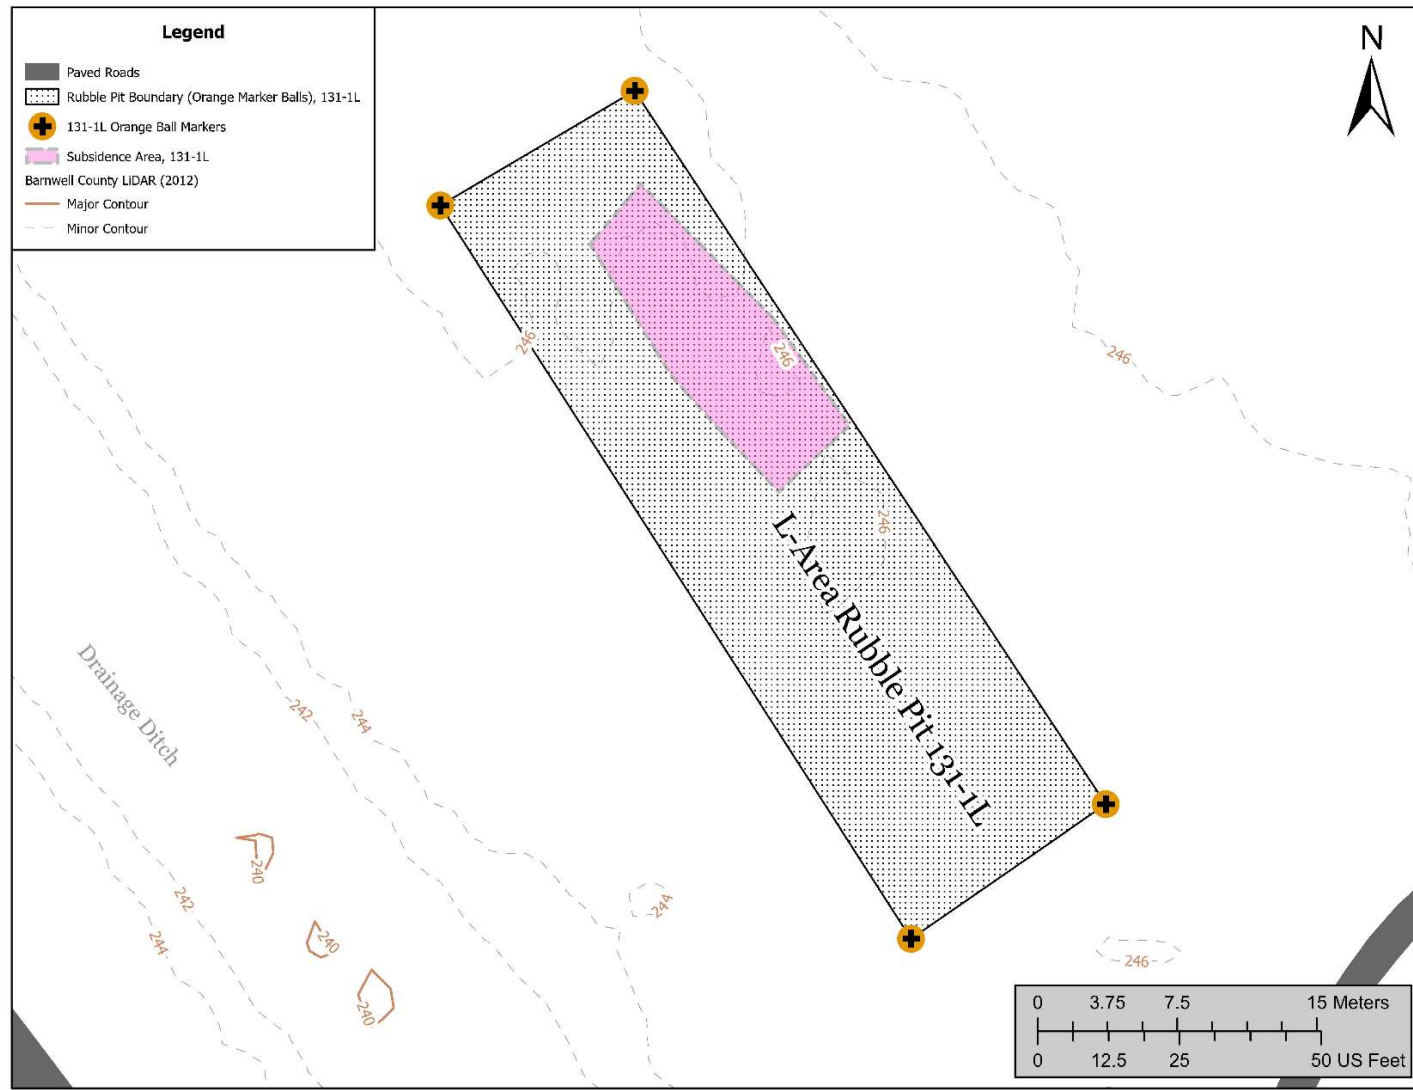 Legend
Paved Roads
Rubble Pit Boundary (Orange Marker Balls), 131-1L
131-1L Orange Ball Markers
Subsidence Area, 131-1L
Barnwell County LiDAR (2012)
Major Contour
Minor Contour
N
246
246
246
246
L-Area Rubble Pit 131-1L
Drainage Ditch
242
244
240
242
244
240
240
244
246
0 3.75 7.5 15 Meters
0 12.5 25 50 US Feet